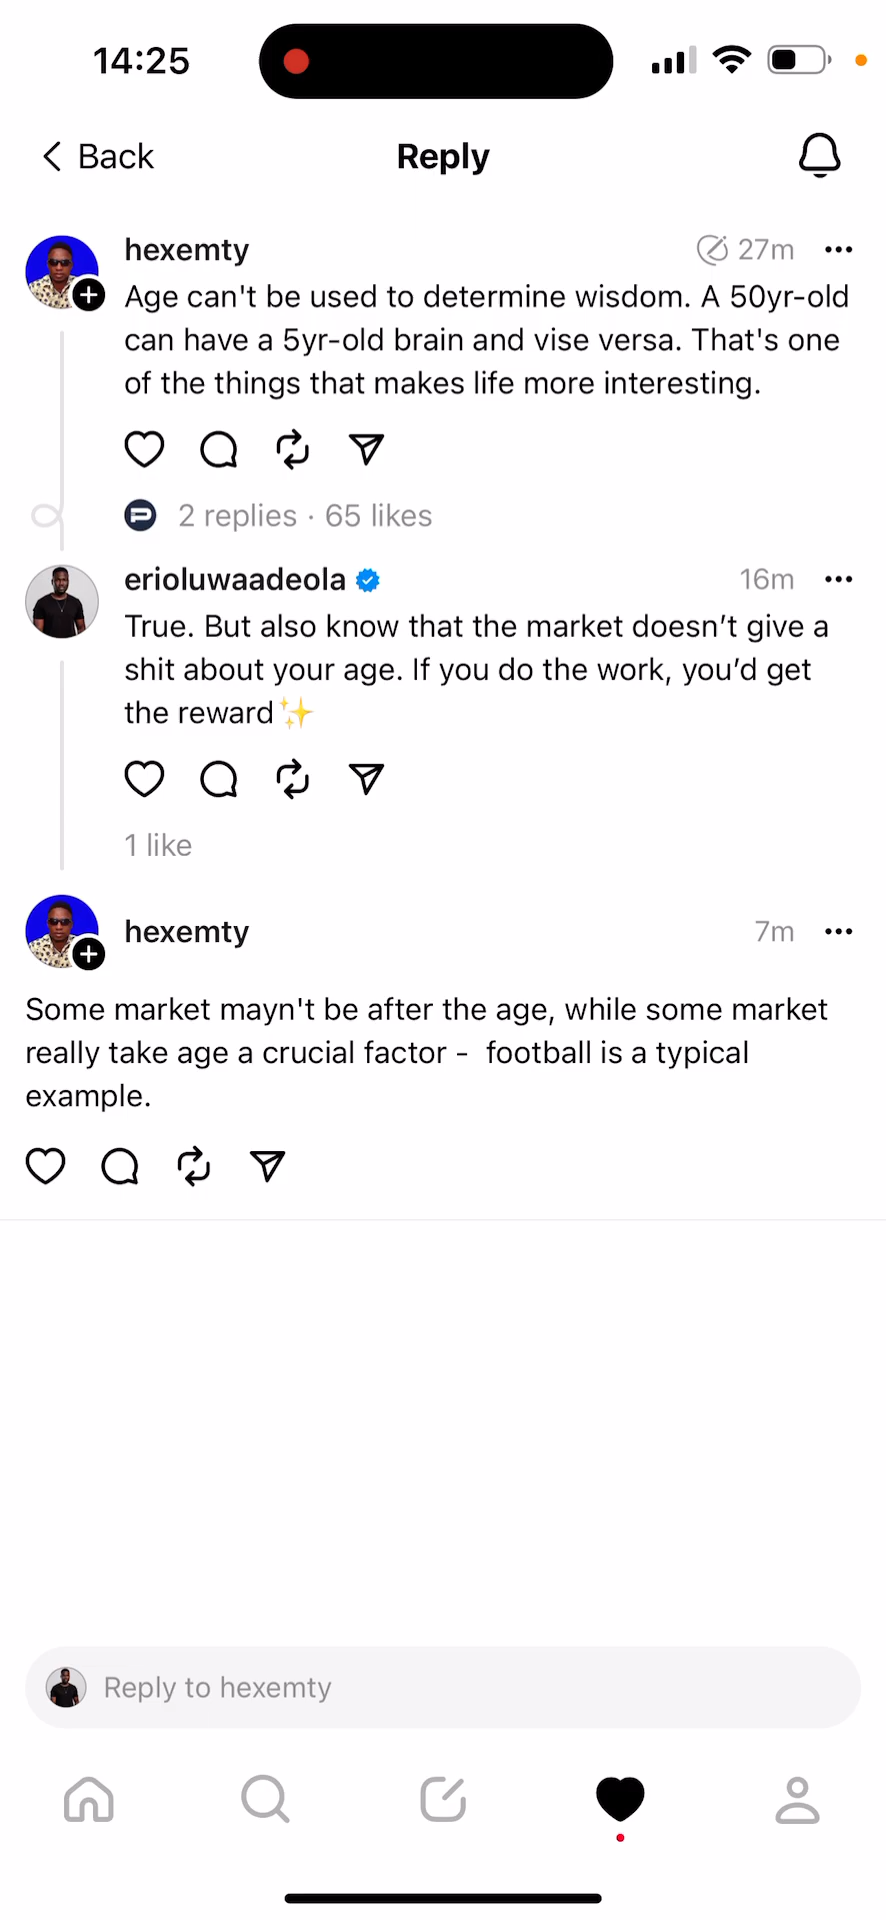 14:25
Back
Reply
hexemty
27m
Age can't be used to determine wisdom. A 50yr-old
can have a 5yr-old brain and vise versa. That's one
of the things that makes life more interesting.
2 replies · 65 likes
erioluwaadeola
16m
True. But also know that the market doesn’t give a
shit about your age. If you do the work, you’d get
the reward✨
1 like
hexemty
7m
Some market mayn't be after the age, while some market
really take age a crucial factor -  football is a typical
example.
Reply to hexemty